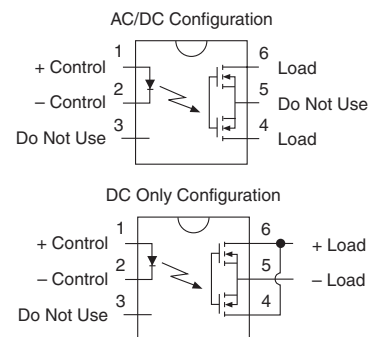 AC/DC Configuration
1
6
+ Control
Load
2
5
– Control
Do Not Use
3
4
Do Not Use
Load
DC Only Configuration
1
6
+ Control
+ Load
2
5
– Control
– Load
3
4
Do Not Use